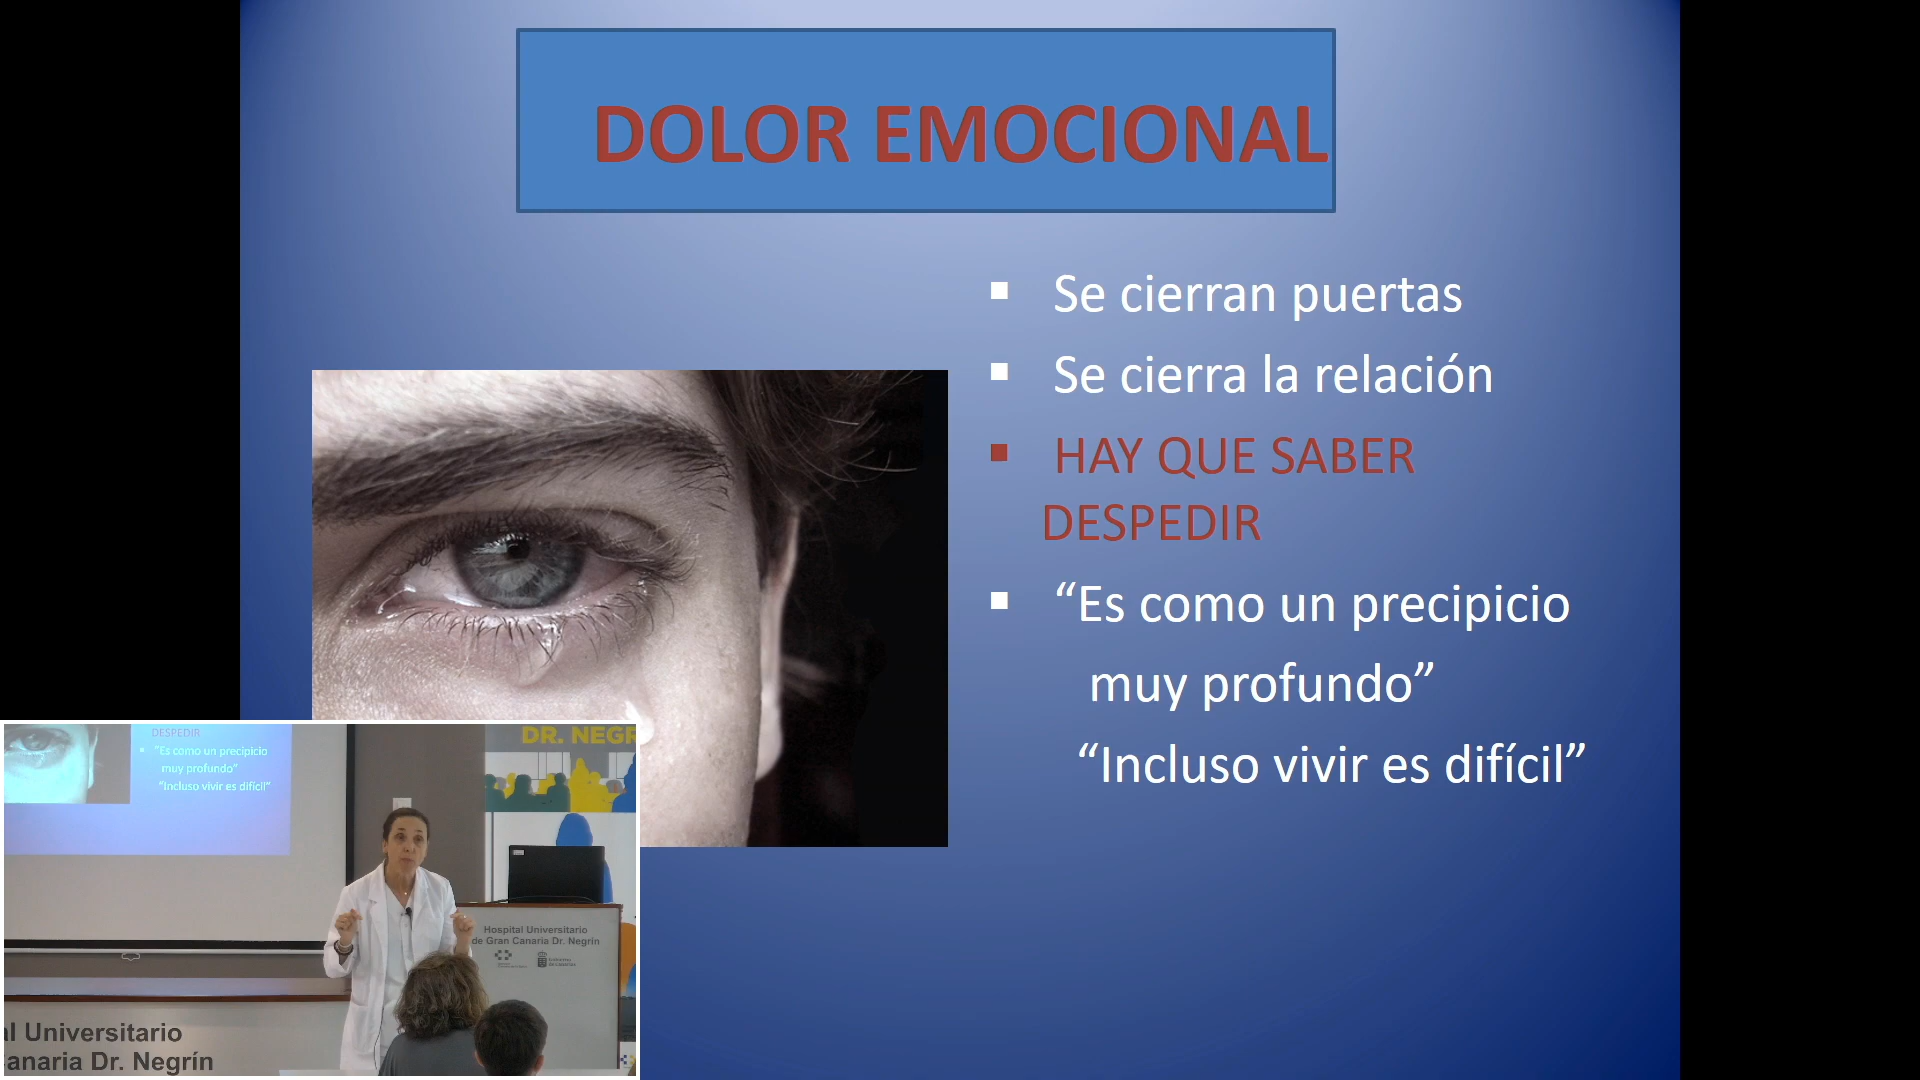 DOLOR EMOCIONAL
Se cierran puertas
Se cierra la relación
HAY QUE SABER
DESPEDIR
“Es como un precipicio
muy profundo”
“Incluso vivir es difícil”
DESPEDIR
“Es como un precipicio
muy profundo”
“Incluso vivir es difícil”
DR. NEGR
Hospital Universitario
de Gran Canaria Dr. Negrín
al Universitario
Canaria Dr. Negrín